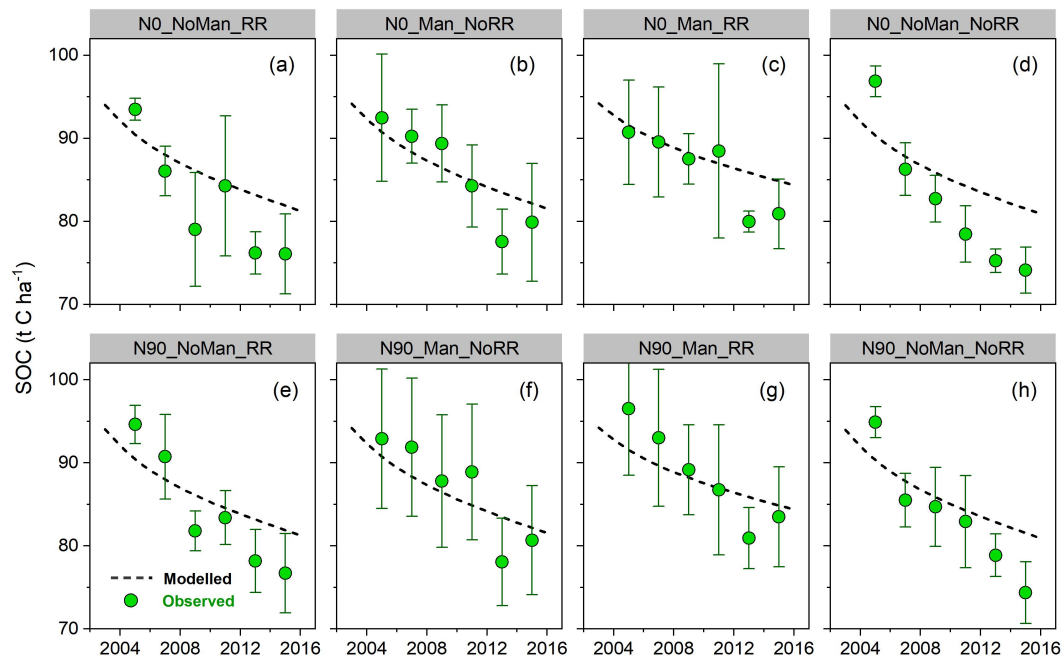 N0_NoMan_RR N0_Man_NoRR N0_Man_RR N0_NoMan_NoRR
100 (a) (b) (c) (d)
90
80
70
SOC (t C ha⁻¹)
N90_NoMan_RR N90_Man_NoRR N90_Man_RR N90_NoMan_NoRR
100 (e) (f) (g) (h)
90
80
Modelled
Observed
70
2004 2008 2012 2016 2004 2008 2012 2016 2004 2008 2012 2016 2004 2008 2012 2016